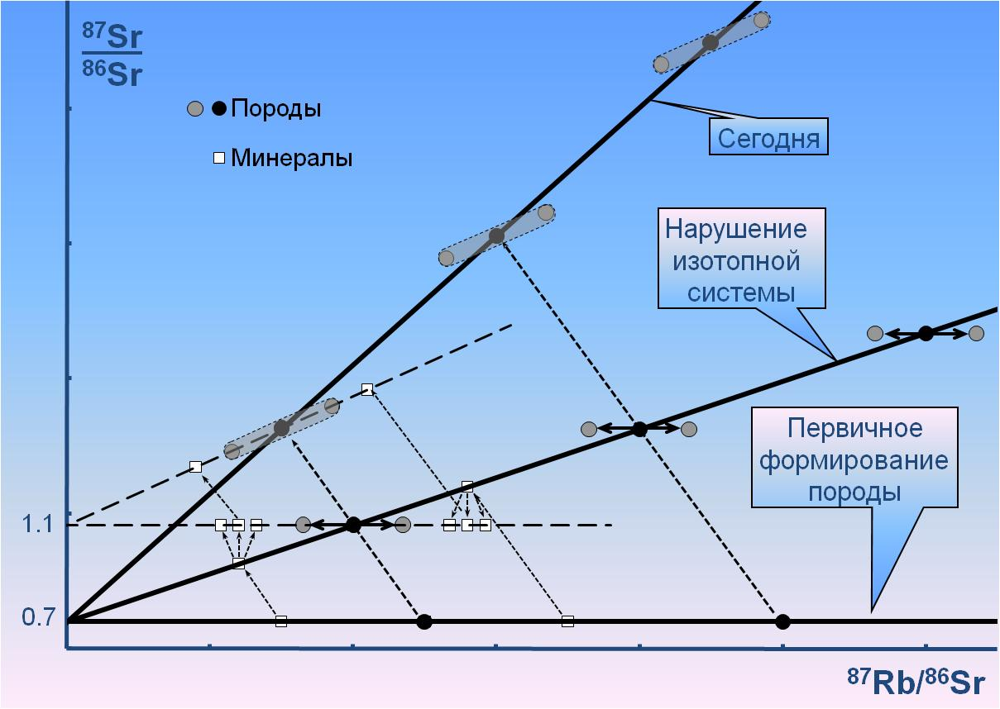 ⁸⁷Sr
⁸⁶Sr
Породы
Минералы
Сегодня
Нарушение
изотопной
системы
Первичное
формирование
породы
1.1
0.7
⁸⁷Rb/⁸⁶Sr